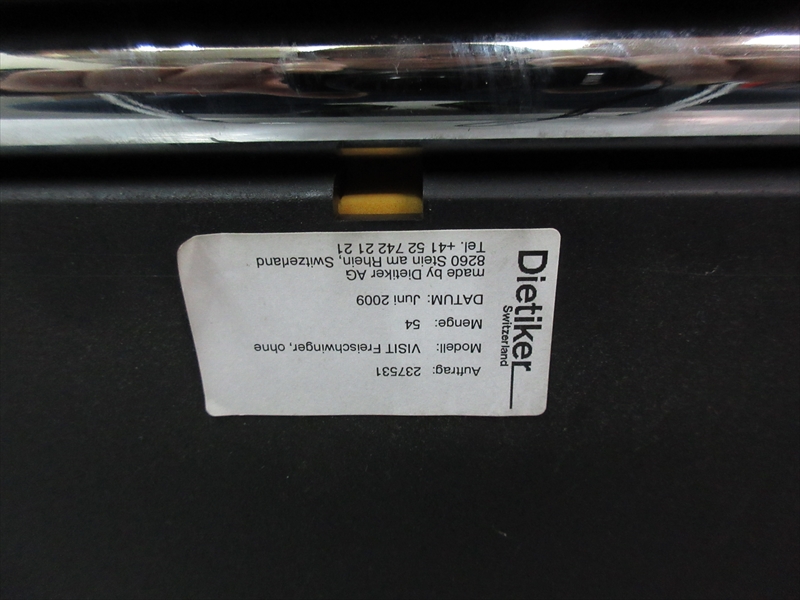 Dietiker
Switzerland
Auftrag: 237531
Modell: VISIT Freischwinger, ohne
Menge: 54
DATUM: Juni 2009
made by Dietiker AG
8260 Stein am Rhein, Switzerland
Tel. +41 52 742 21 21